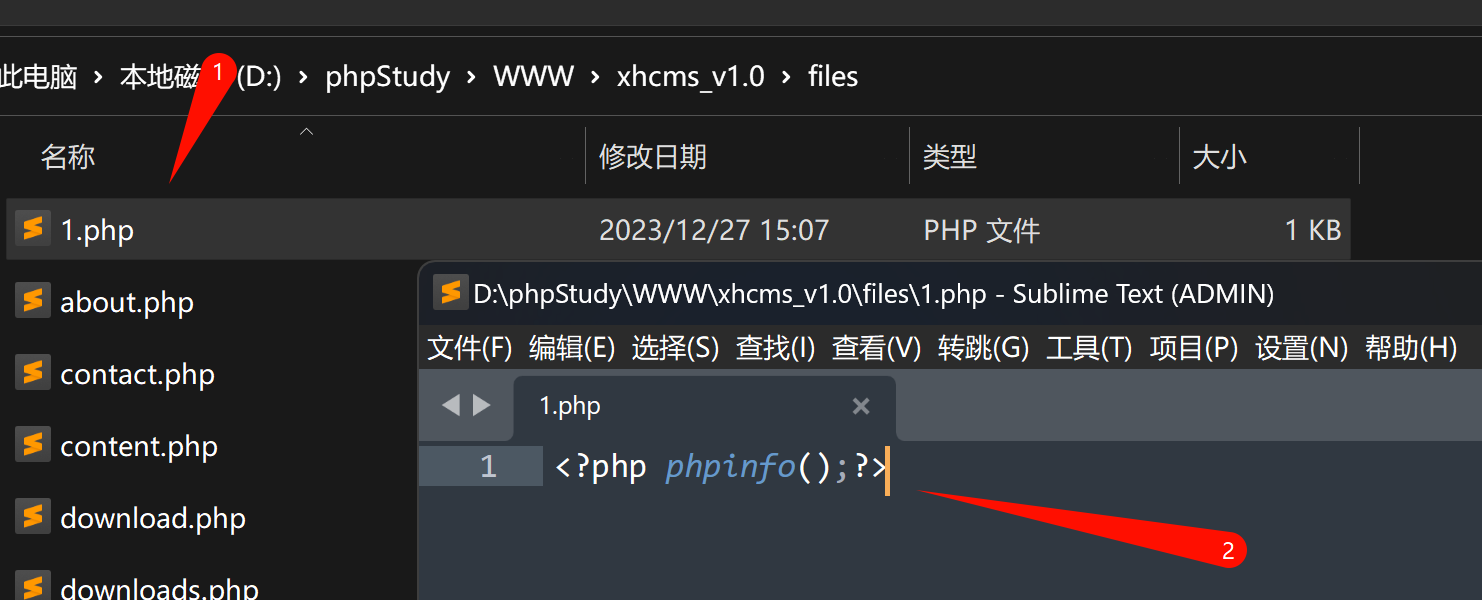 此电脑 › 本地磁 (D:) › phpStudy › WWW › xhcms_v1.0 › files
1
名称 修改日期 类型 大小
1.php 2023/12/27 15:07 PHP 文件 1 KB
about.php
contact.php
content.php
download.php
downloads.php
D:\phpStudy\WWW\xhcms_v1.0\files\1.php - Sublime Text (ADMIN)
文件(F) 编辑(E) 选择(S) 查找(I) 查看(V) 转跳(G) 工具(T) 项目(P) 设置(N) 帮助(H)
1.php
1 <?php phpinfo();?>
2